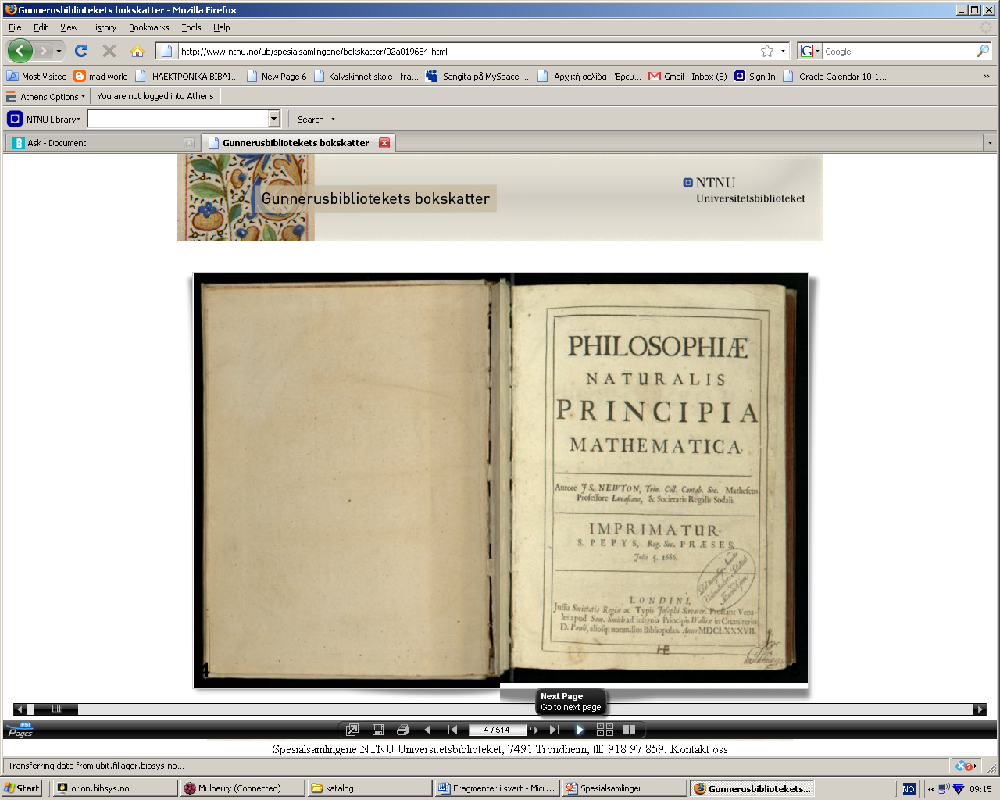 Gunnerusbibliotekets bokskatter - Mozilla Firefox
File Edit View History Bookmarks Tools Help
http://www.ntnu.no/ub/spesialsamlingene/bokskatter/02a019654.html
Google
Most Visited mad world ΗΛΕΚΤΡΟΝΙΚΑ ΒΙΒΛΙ... New Page 6 Kalvskinnet skole - fra... Sangita på MySpace ... Αρχική σελίδα - Έρευ... Gmail - Inbox (5) Sign In Oracle Calendar 10.1... »
Athens Options You are not logged into Athens
NTNU Library Search
Ask - Document Gunnerusbibliotekets bokskatter
Gunnerusbibliotekets bokskatter
NTNU
Universitetsbiblioteket
PHILOSOPHIÆ
NATURALIS
PRINCIPIA
MATHEMATICA.
Autore J S. NEWTON, Trin. Coll. Cantab. Soc. Matheseos
Professore Lucasiano, & Societatis Regalis Sodali.
IMPRIMATUR.
S. PEPYS, Reg. Soc. PRÆSES.
Julii 5. 1686.
LONDINI,
Jussu Societatis Regiæ ac Typis Josephi Streater. Prostant Vena-
les apud Sam. Smith ad insignia Principis Walliæ in Cœmiterio
D. Pauli, aliosq; nonnullos Bibliopolas. Anno MDCLXXXVII.
4
Next Page
Go to next page
FSI
Pages
4 / 514
Spesialsamlingene NTNU Universitetsbiblioteket, 7491 Trondheim, tlf. 918 97 859. Kontakt oss
Transferring data from ubit.fillager.bibsys.no...
Start orion.bibsys.no Mulberry (Connected) katalog Fragmenter i svart - Micr... Spesialsamlinger Gunnerusbibliotekets... NO « 09:15